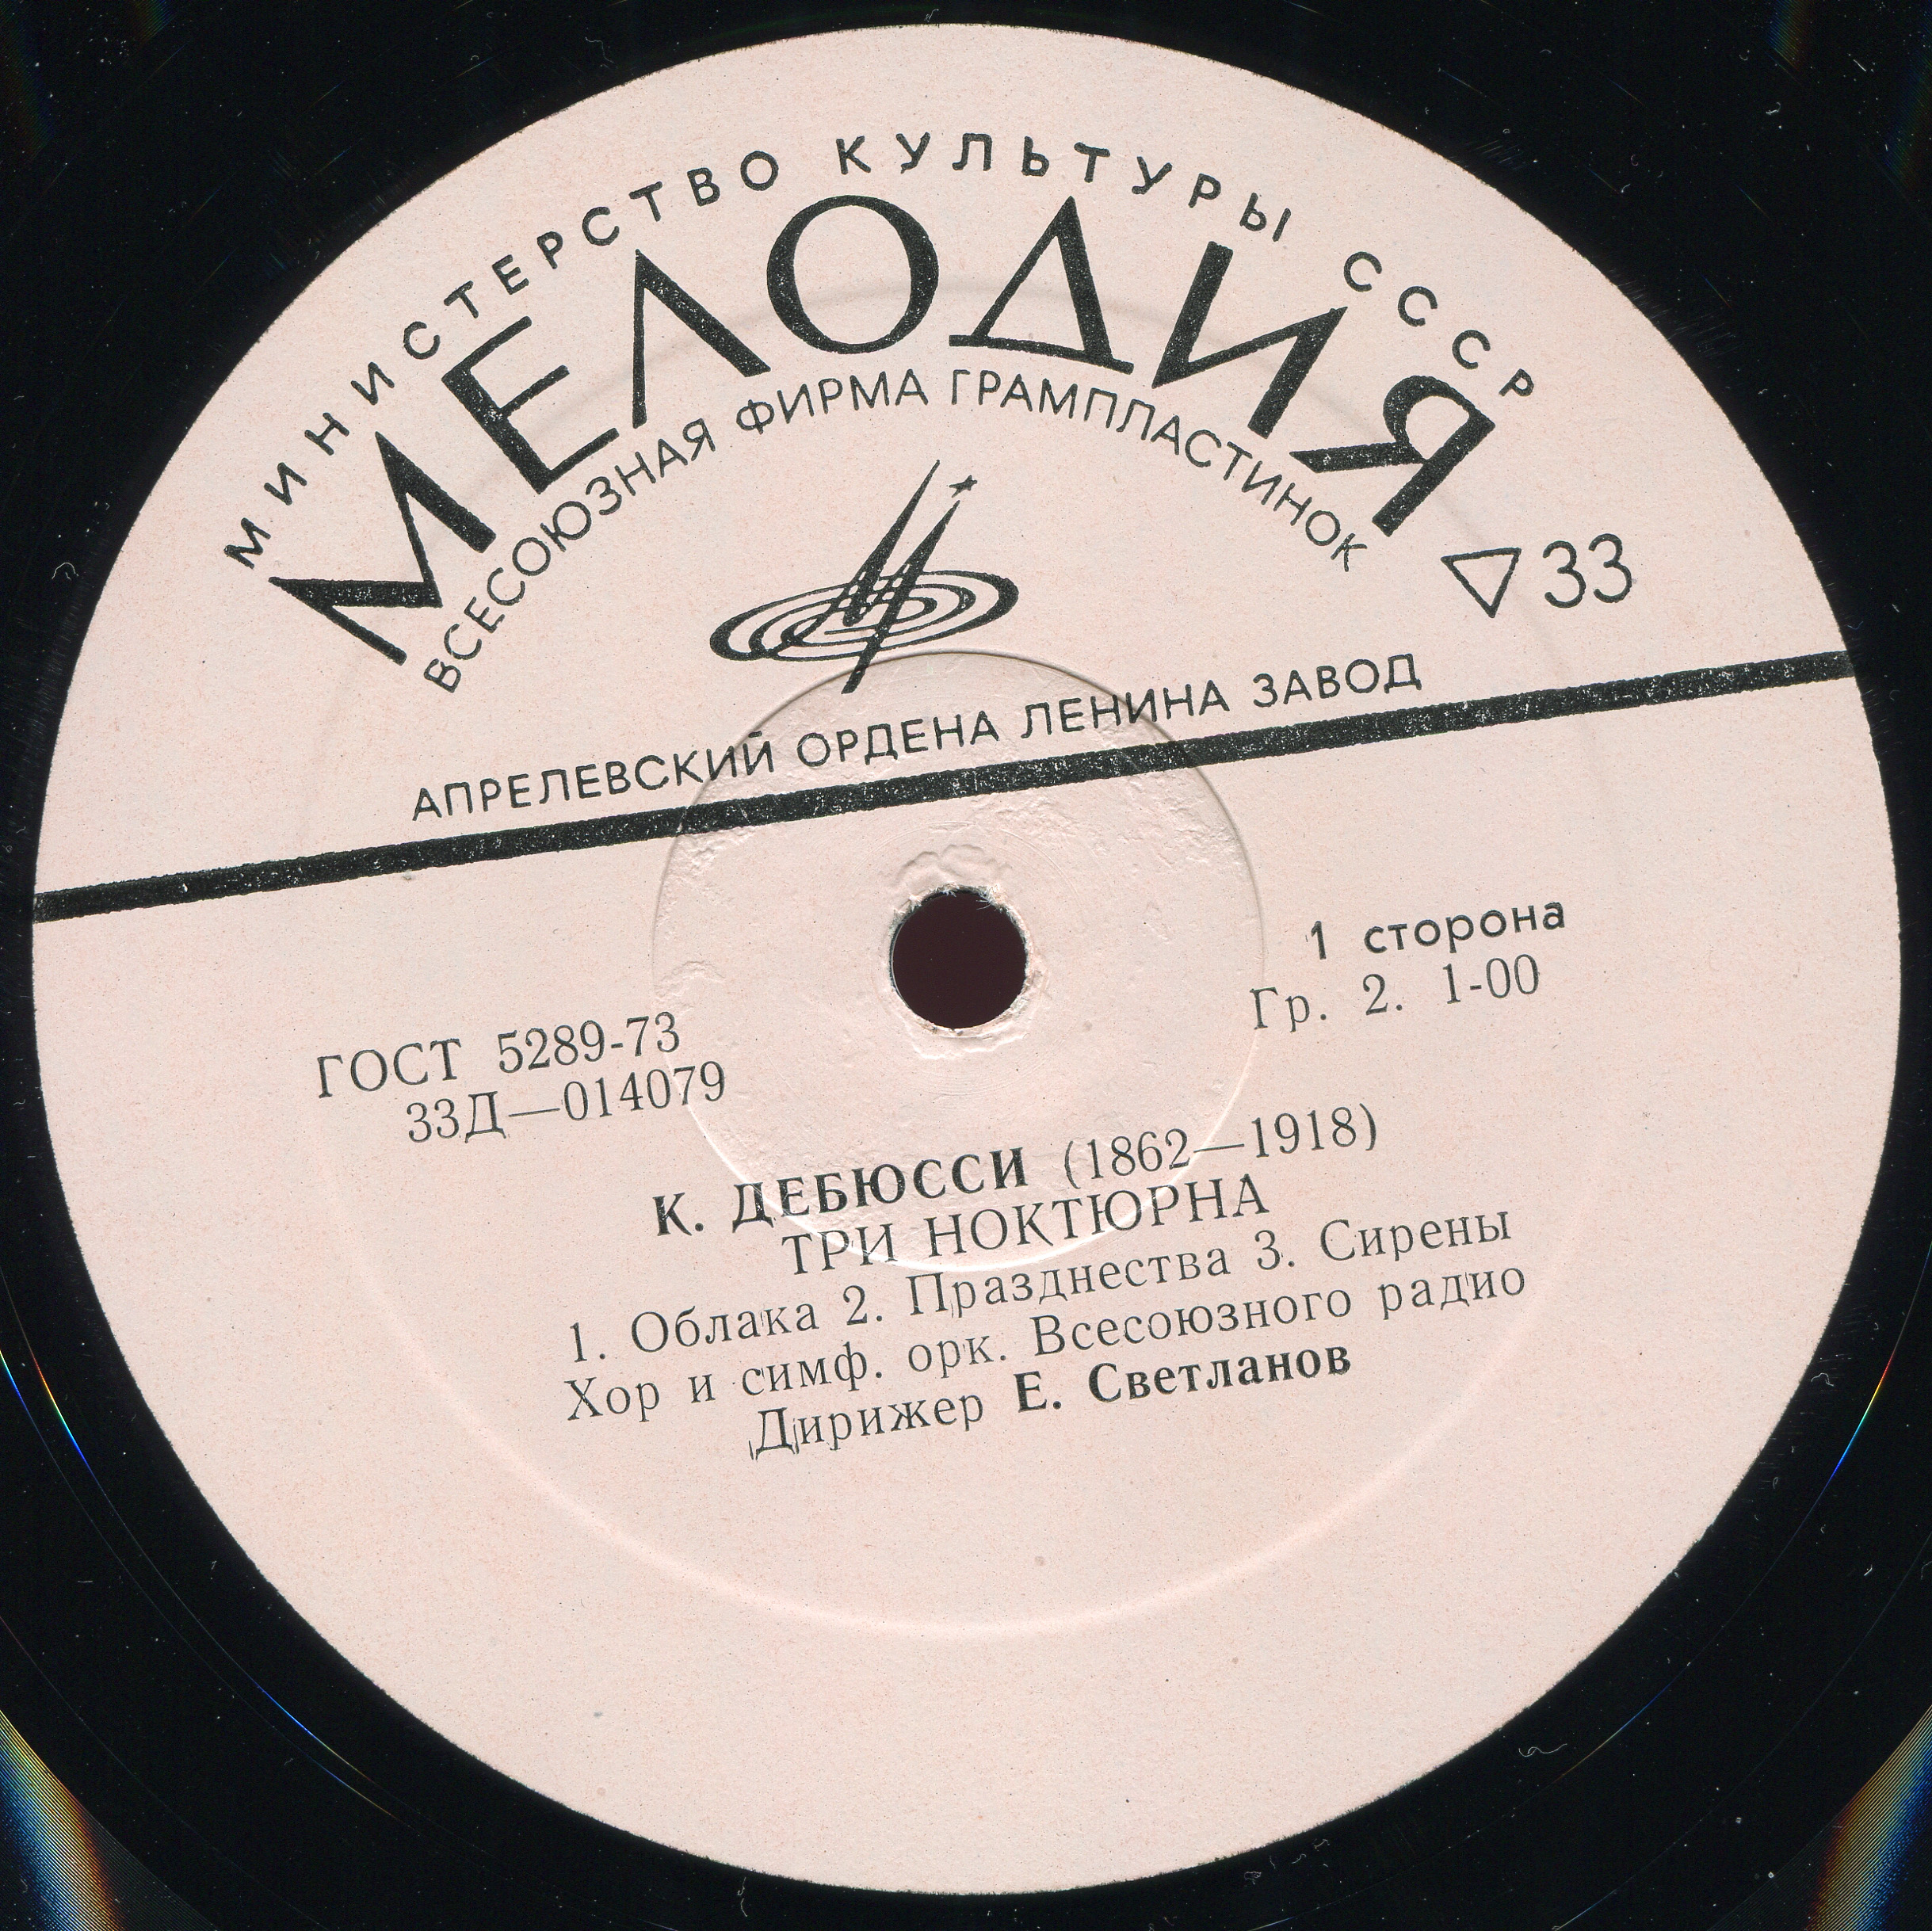 МИНИСТЕРСТВО КУЛЬТУРЫ СССР
МЕЛОДИЯ
ВСЕСОЮЗНАЯ ФИРМА ГРАМПЛАСТИНОК
▽33
АПРЕЛЕВСКИЙ ОРДЕНА ЛЕНИНА ЗАВОД
1 сторона
Гр. 2. 1-00
ГОСТ 5289-73
33Д—014079
К. ДЕБЮССИ (1862—1918)
ТРИ НОКТЮРНА
1. Облака 2. Празднества 3. Сирены
Хор и симф. орк. Всесоюзного радио
Дирижер Е. Светланов